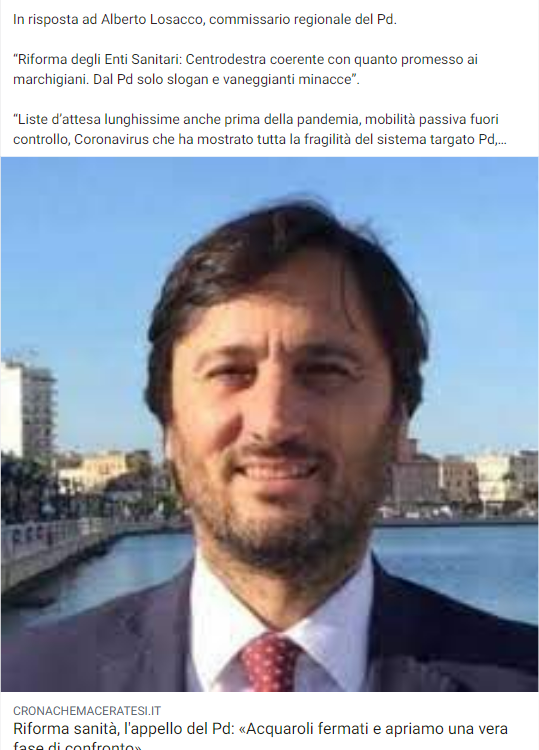 In risposta ad Alberto Losacco, commissario regionale del Pd.
“Riforma degli Enti Sanitari: Centrodestra coerente con quanto promesso ai
marchigiani. Dal Pd solo slogan e vaneggianti minacce”.
“Liste d’attesa lunghissime anche prima della pandemia, mobilità passiva fuori
controllo, Coronavirus che ha mostrato tutta la fragilità del sistema targato Pd,...
CRONACHEMACERATESI.IT
Riforma sanità, l'appello del Pd: «Acquaroli fermati e apriamo una vera
fase di confronto»